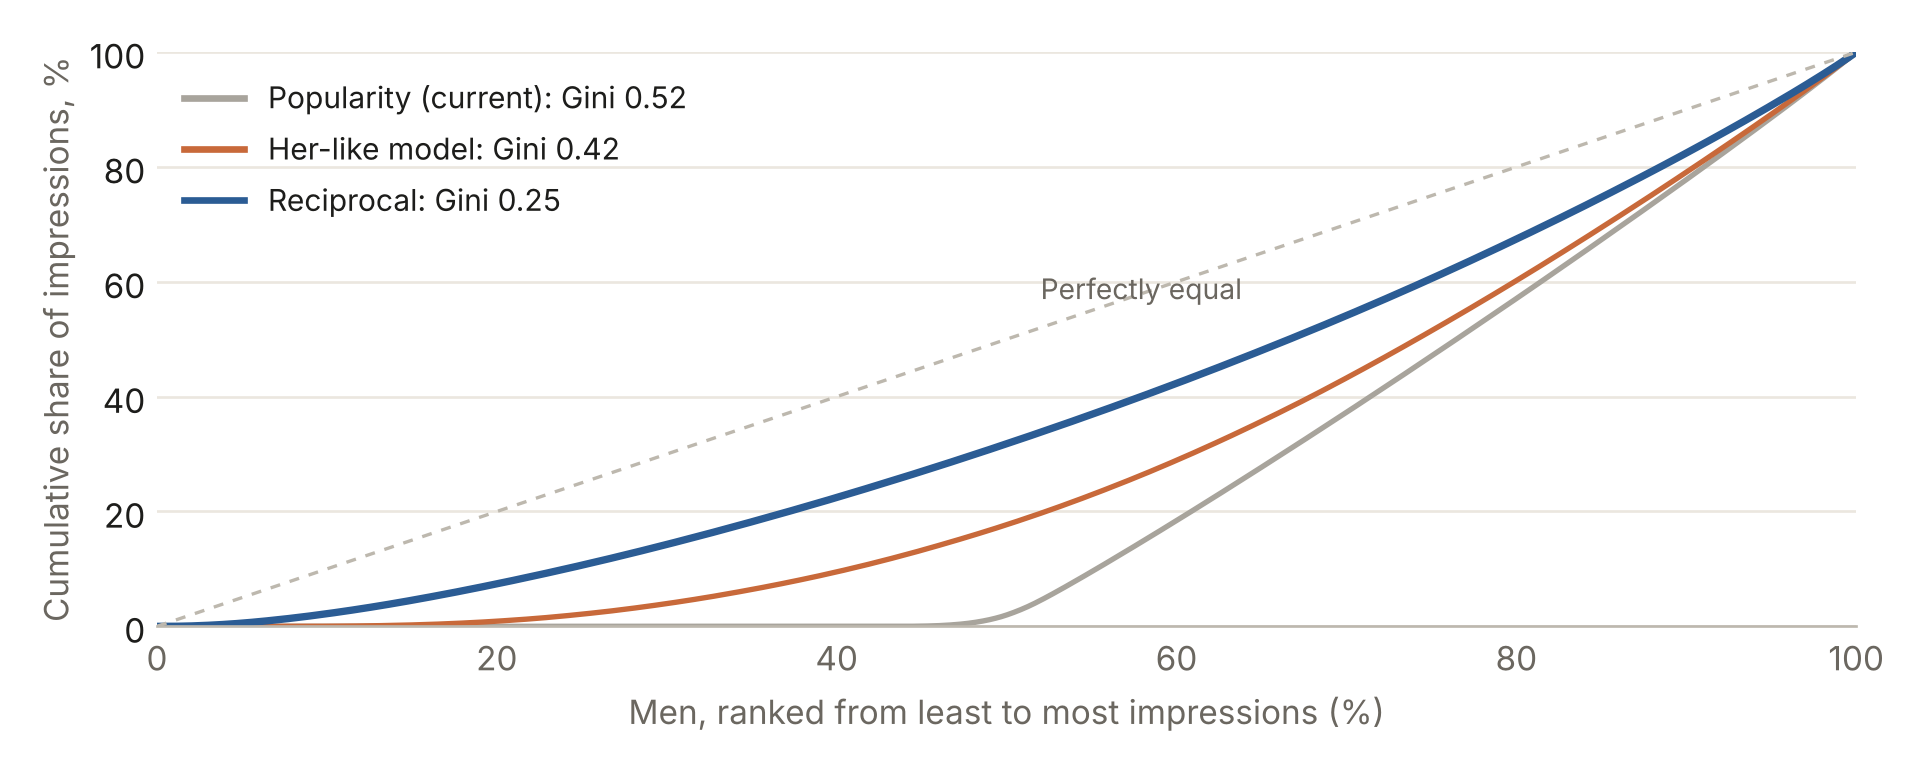 Cumulative share of impressions, %
100
80
60
40
20
0
Popularity (current): Gini 0.52
Her-like model: Gini 0.42
Reciprocal: Gini 0.25
Perfectly equal
0 20 40 60 80 100
Men, ranked from least to most impressions (%)